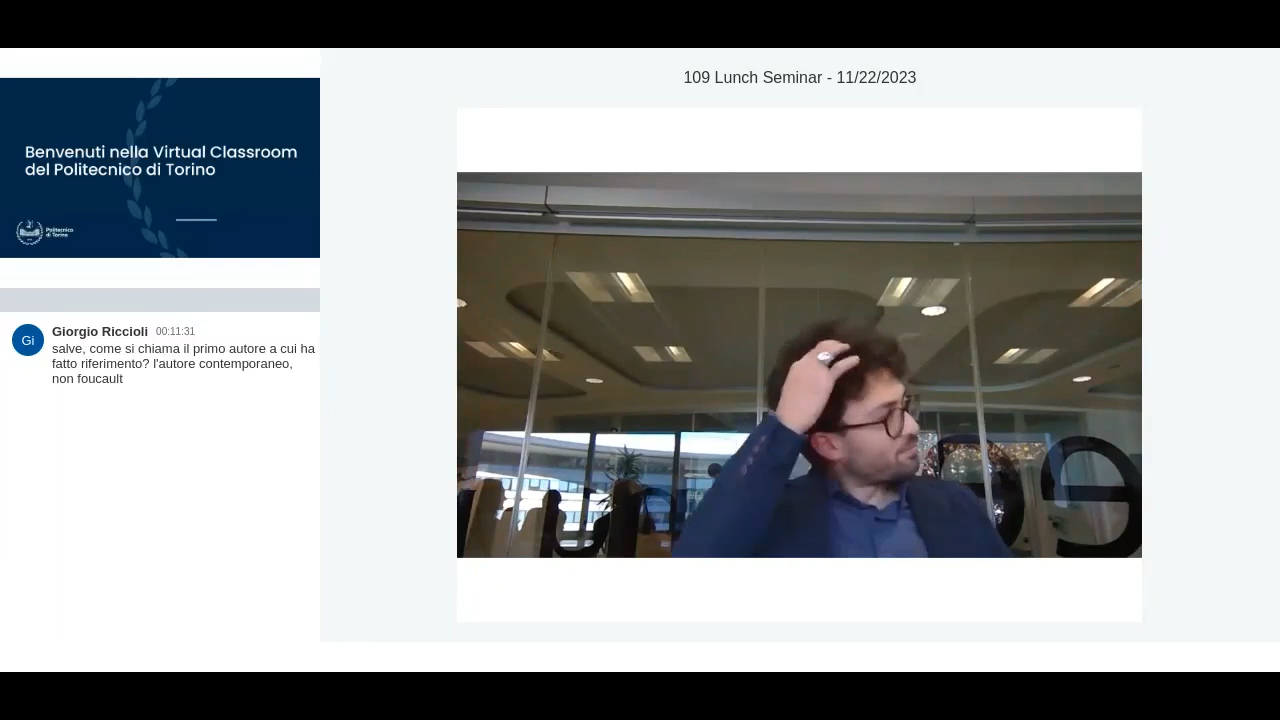 109 Lunch Seminar - 11/22/2023
Benvenuti nella Virtual Classroom
del Politecnico di Torino
Politecnico
di Torino
Gi
Giorgio Riccioli 00:11:31
salve, come si chiama il primo autore a cui ha
fatto riferimento? l'autore contemporaneo,
non foucault